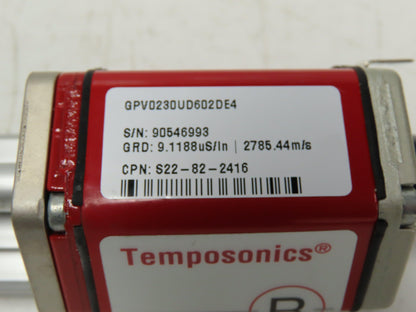 GPV0230UD602DE4
S/N: 90546993
GRD: 9.1188uS/In | 2785.44m/s
CPN: S22-82-2416
Temposonics®
R